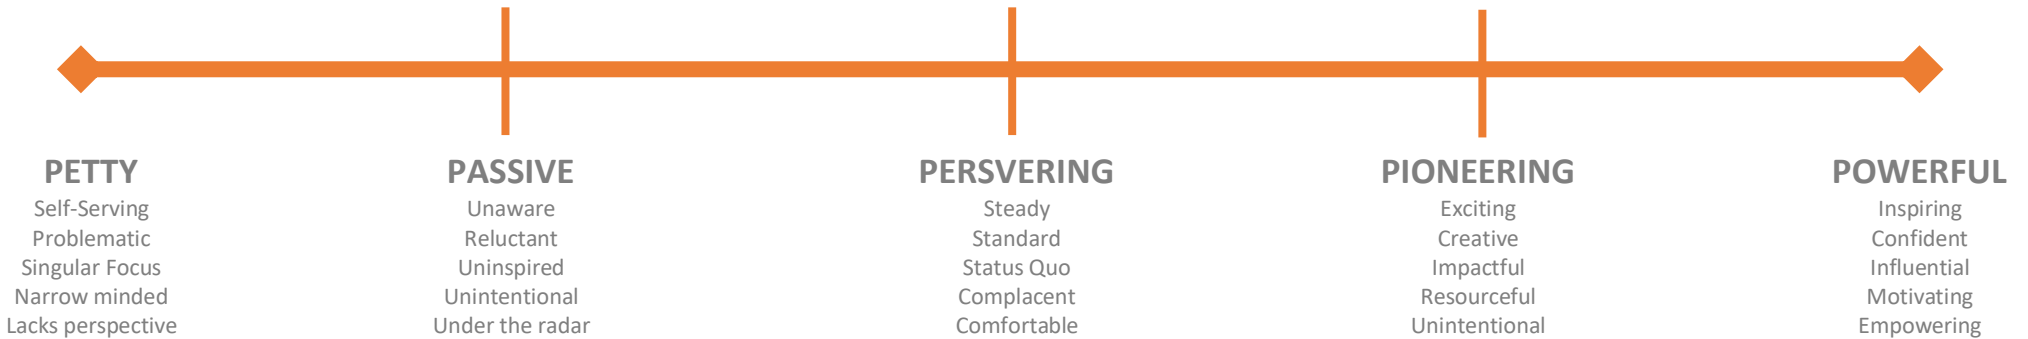 PETTY
Self-Serving
Problematic
Singular Focus
Narrow minded
Lacks perspective
PASSIVE
Unaware
Reluctant
Uninspired
Unintentional
Under the radar
PERSVERING
Steady
Standard
Status Quo
Complacent
Comfortable
PIONEERING
Exciting
Creative
Impactful
Resourceful
Unintentional
POWERFUL
Inspiring
Confident
Influential
Motivating
Empowering